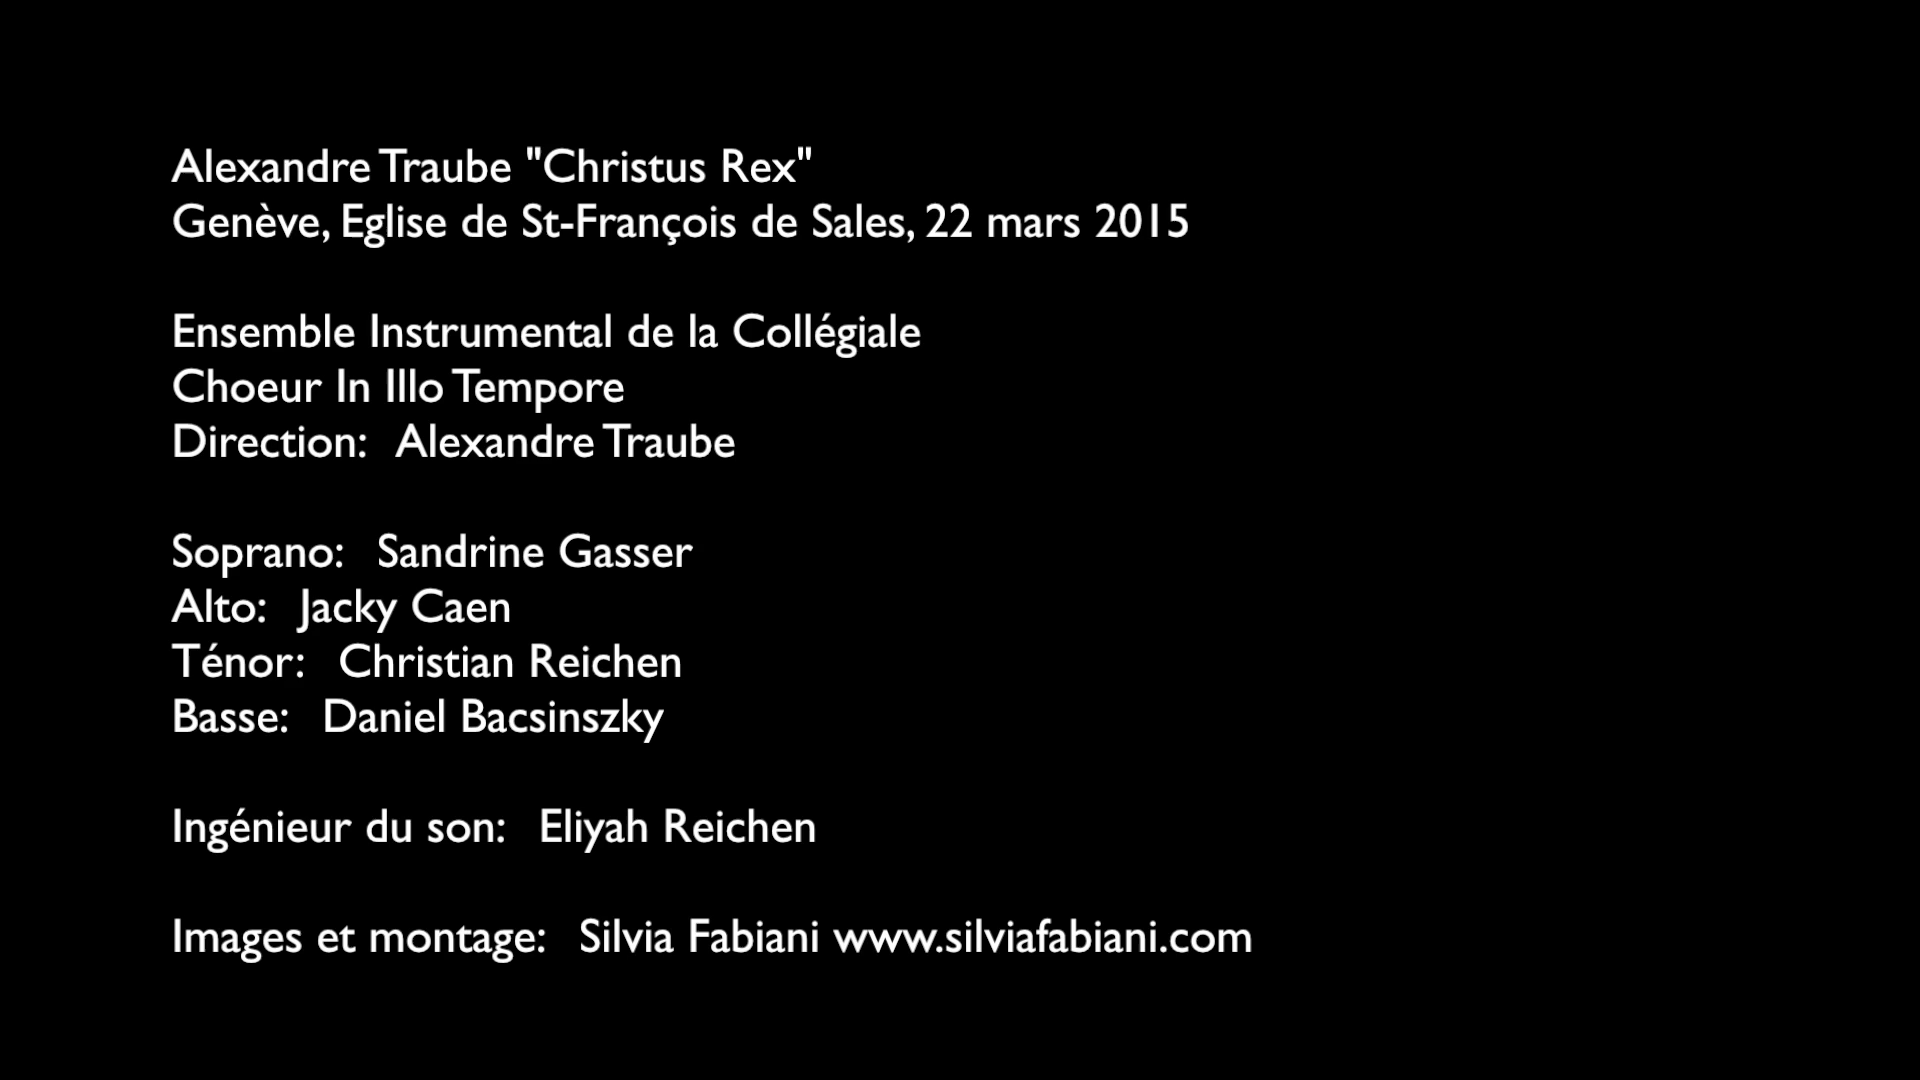 Alexandre Traube "Christus Rex"
Genève, Eglise de St-François de Sales, 22 mars 2015
Ensemble Instrumental de la Collégiale
Choeur In Illo Tempore
Direction: Alexandre Traube
Soprano: Sandrine Gasser
Alto: Jacky Caen
Ténor: Christian Reichen
Basse: Daniel Bacsinszky
Ingénieur du son: Eliyah Reichen
Images et montage: Silvia Fabiani www.silviafabiani.com